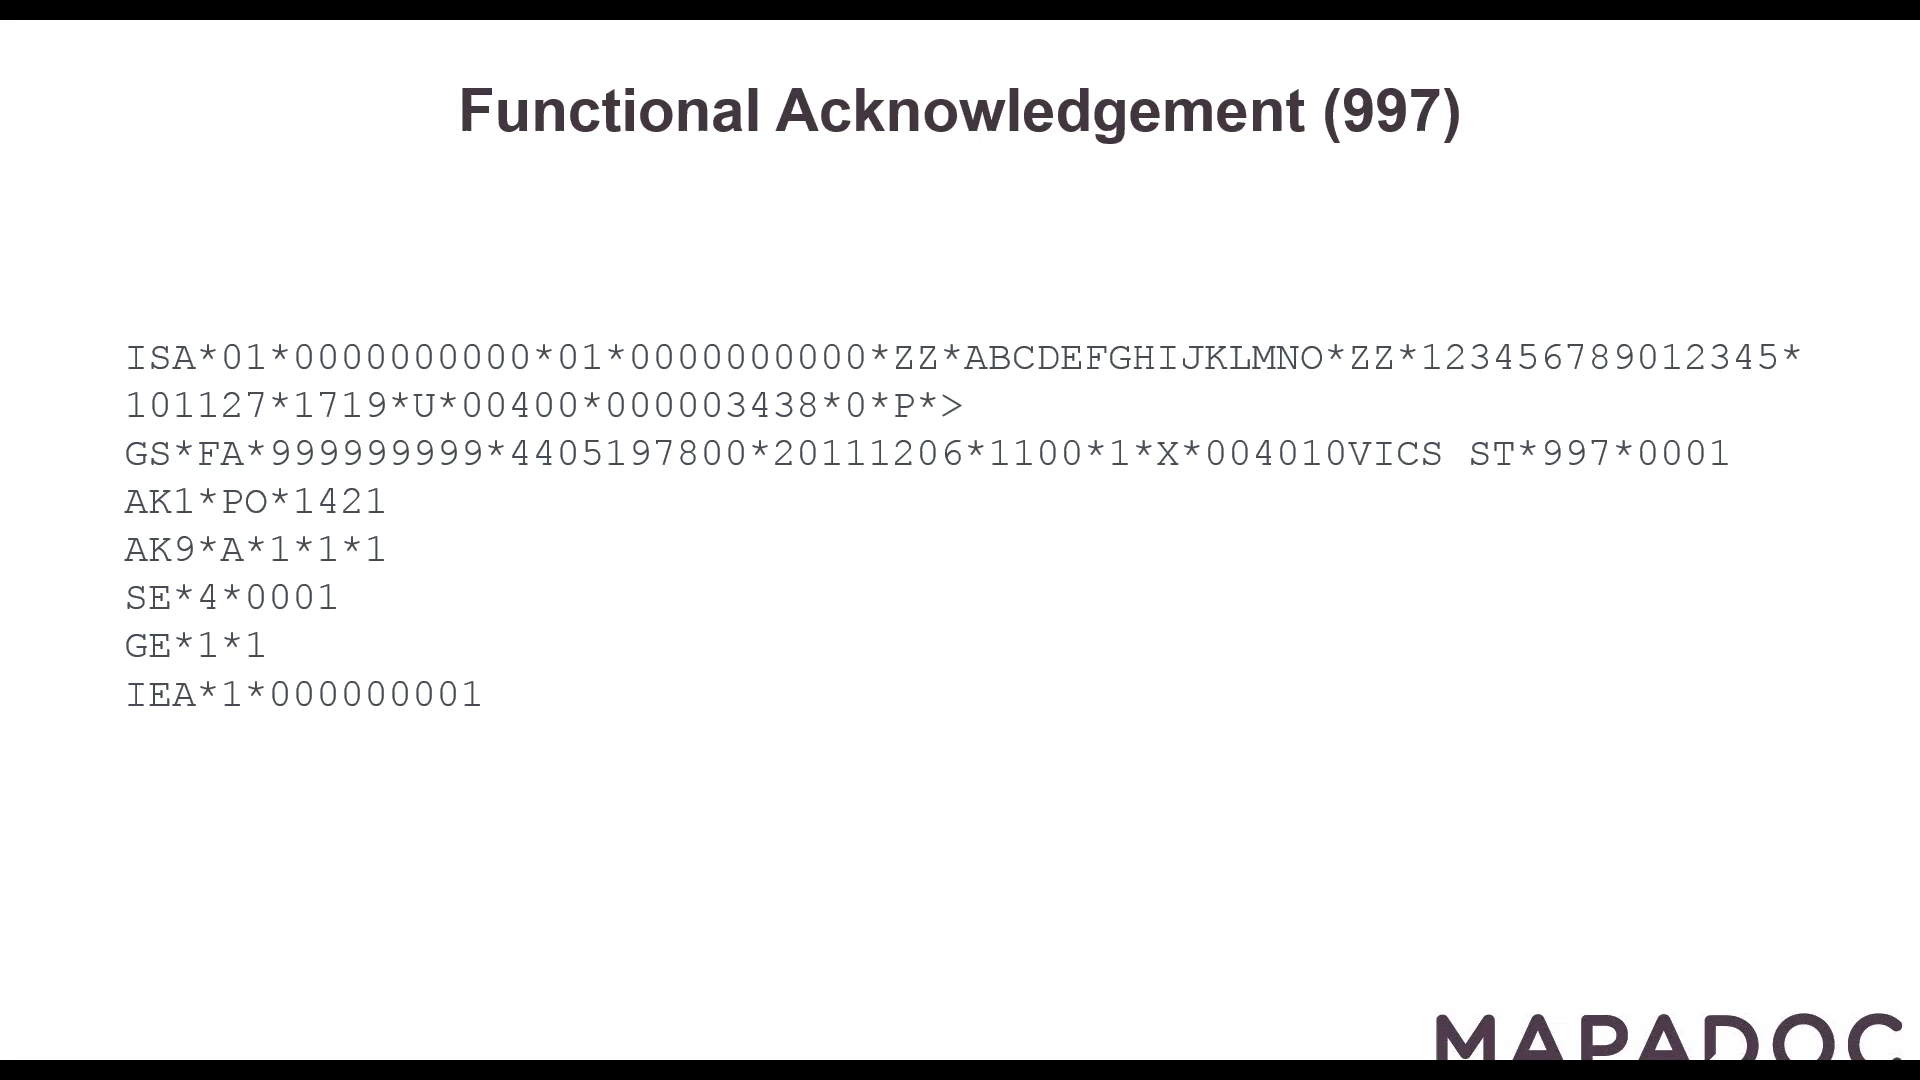 Functional Acknowledgement (997)
ISA*01*0000000000*01*0000000000*ZZ*ABCDEFGHIJKLMNO*ZZ*123456789012345*
101127*1719*U*00400*000003438*0*P*>
GS*FA*999999999*4405197800*20111206*1100*1*X*004010VICS ST*997*0001
AK1*PO*1421
AK9*A*1*1*1
SE*4*0001
GE*1*1
IEA*1*000000001
MAPADOC